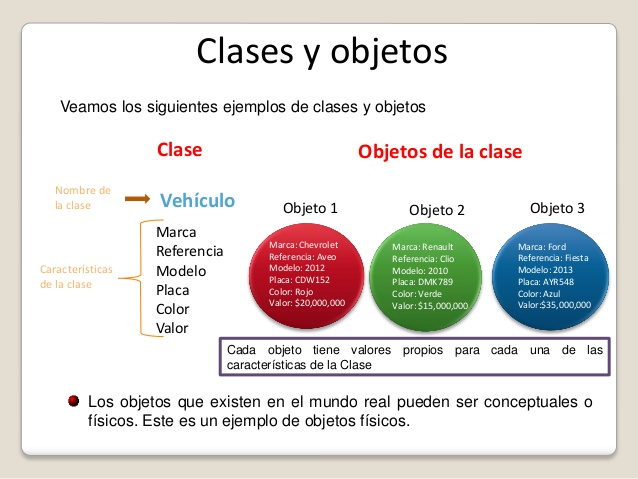 Clases y objetos
Veamos los siguientes ejemplos de clases y objetos
Clase
Objetos de la clase
Nombre de
la clase
Vehículo
Características
de la clase
Marca
Referencia
Modelo
Placa
Color
Valor
Objeto 1
Marca: Chevrolet
Referencia: Aveo
Modelo: 2012
Placa: CDW152
Color: Rojo
Valor: $20,000,000
Objeto 2
Marca: Renault
Referencia: Clio
Modelo: 2010
Placa: DMK789
Color: Verde
Valor: $15,000,000
Objeto 3
Marca: Ford
Referencia: Fiesta
Modelo: 2013
Placa: AYR548
Color: Azul
Valor:$35,000,000
Cada objeto tiene valores propios para cada una de las
características de la Clase
Los objetos que existen en el mundo real pueden ser conceptuales o
físicos. Este es un ejemplo de objetos físicos.